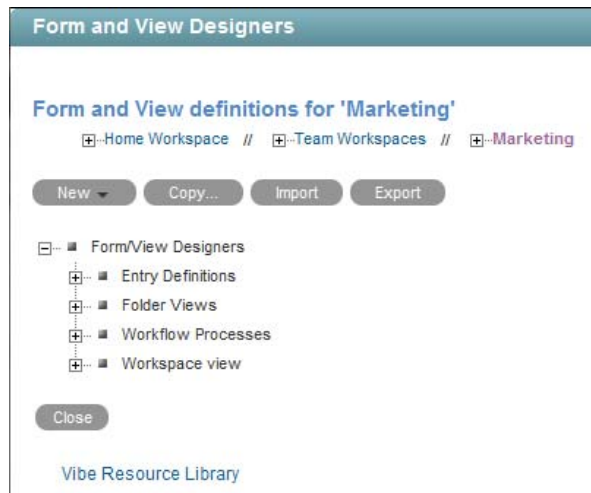 Form and View Designers
Form and View definitions for 'Marketing'
Home Workspace // Team Workspaces // Marketing
New Copy... Import Export
Form/View Designers
Entry Definitions
Folder Views
Workflow Processes
Workspace view
Close
Vibe Resource Library